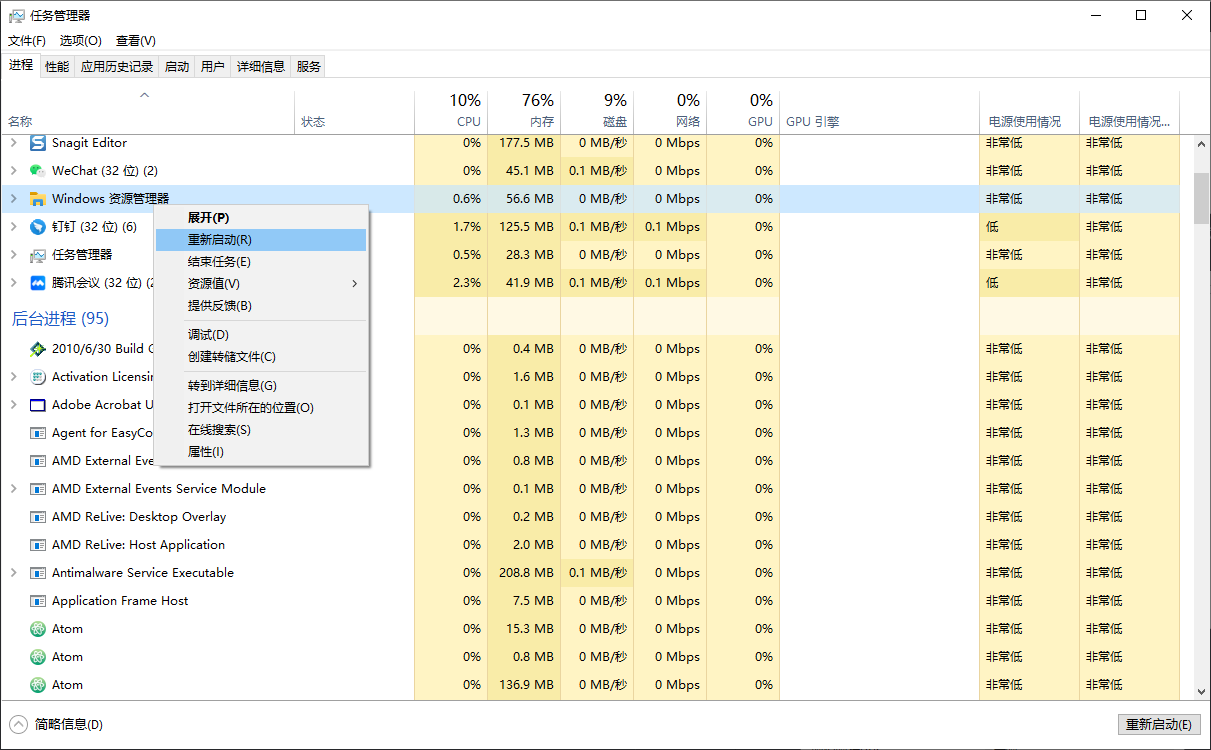 任务管理器
文件(F) 选项(O) 查看(V)
进程 性能 应用历史记录 启动 用户 详细信息 服务
10% 76% 9% 0% 0%
名称 状态 CPU 内存 磁盘 网络 GPU GPU 引擎 电源使用情况 电源使用情况...
Snagit Editor 0% 177.5 MB 0 MB/秒 0 Mbps 0% 非常低 非常低
WeChat (32 位) (2) 0% 45.1 MB 0.1 MB/秒 0 Mbps 0% 非常低 非常低
Windows 资源管理器 0.6% 56.6 MB 0 MB/秒 0 Mbps 0% 非常低 非常低
钉钉 (32 位) (6) 1.7% 125.5 MB 0.1 MB/秒 0.1 Mbps 0% 低 非常低
任务管理器 0.5% 28.3 MB 0 MB/秒 0 Mbps 0% 非常低 非常低
腾讯会议 (32 位) (2 2.3% 41.9 MB 0.1 MB/秒 0.1 Mbps 0% 低 非常低
展开(P)
重新启动(R)
结束任务(E)
资源值(V)
提供反馈(B)
调试(D)
创建转储文件(C)
转到详细信息(G)
打开文件所在的位置(O)
在线搜索(S)
属性(I)
后台进程 (95)
2010/6/30 Build 0% 0.4 MB 0 MB/秒 0 Mbps 0% 非常低 非常低
Activation Licensin 0% 1.6 MB 0 MB/秒 0 Mbps 0% 非常低 非常低
Adobe Acrobat U 0% 0.1 MB 0 MB/秒 0 Mbps 0% 非常低 非常低
Agent for EasyCo 0% 1.3 MB 0 MB/秒 0 Mbps 0% 非常低 非常低
AMD External Eve 0% 0.8 MB 0 MB/秒 0 Mbps 0% 非常低 非常低
AMD External Events Service Module 0% 0.1 MB 0 MB/秒 0 Mbps 0% 非常低 非常低
AMD ReLive: Desktop Overlay 0% 0.2 MB 0 MB/秒 0 Mbps 0% 非常低 非常低
AMD ReLive: Host Application 0% 2.0 MB 0 MB/秒 0 Mbps 0% 非常低 非常低
Antimalware Service Executable 0% 208.8 MB 0.1 MB/秒 0 Mbps 0% 非常低 非常低
Application Frame Host 0% 7.5 MB 0 MB/秒 0 Mbps 0% 非常低 非常低
Atom 0% 15.3 MB 0 MB/秒 0 Mbps 0% 非常低 非常低
Atom 0% 0.8 MB 0 MB/秒 0 Mbps 0% 非常低 非常低
Atom 0% 136.9 MB 0 MB/秒 0 Mbps 0% 非常低 非常低
简略信息(D) 重新启动(E)